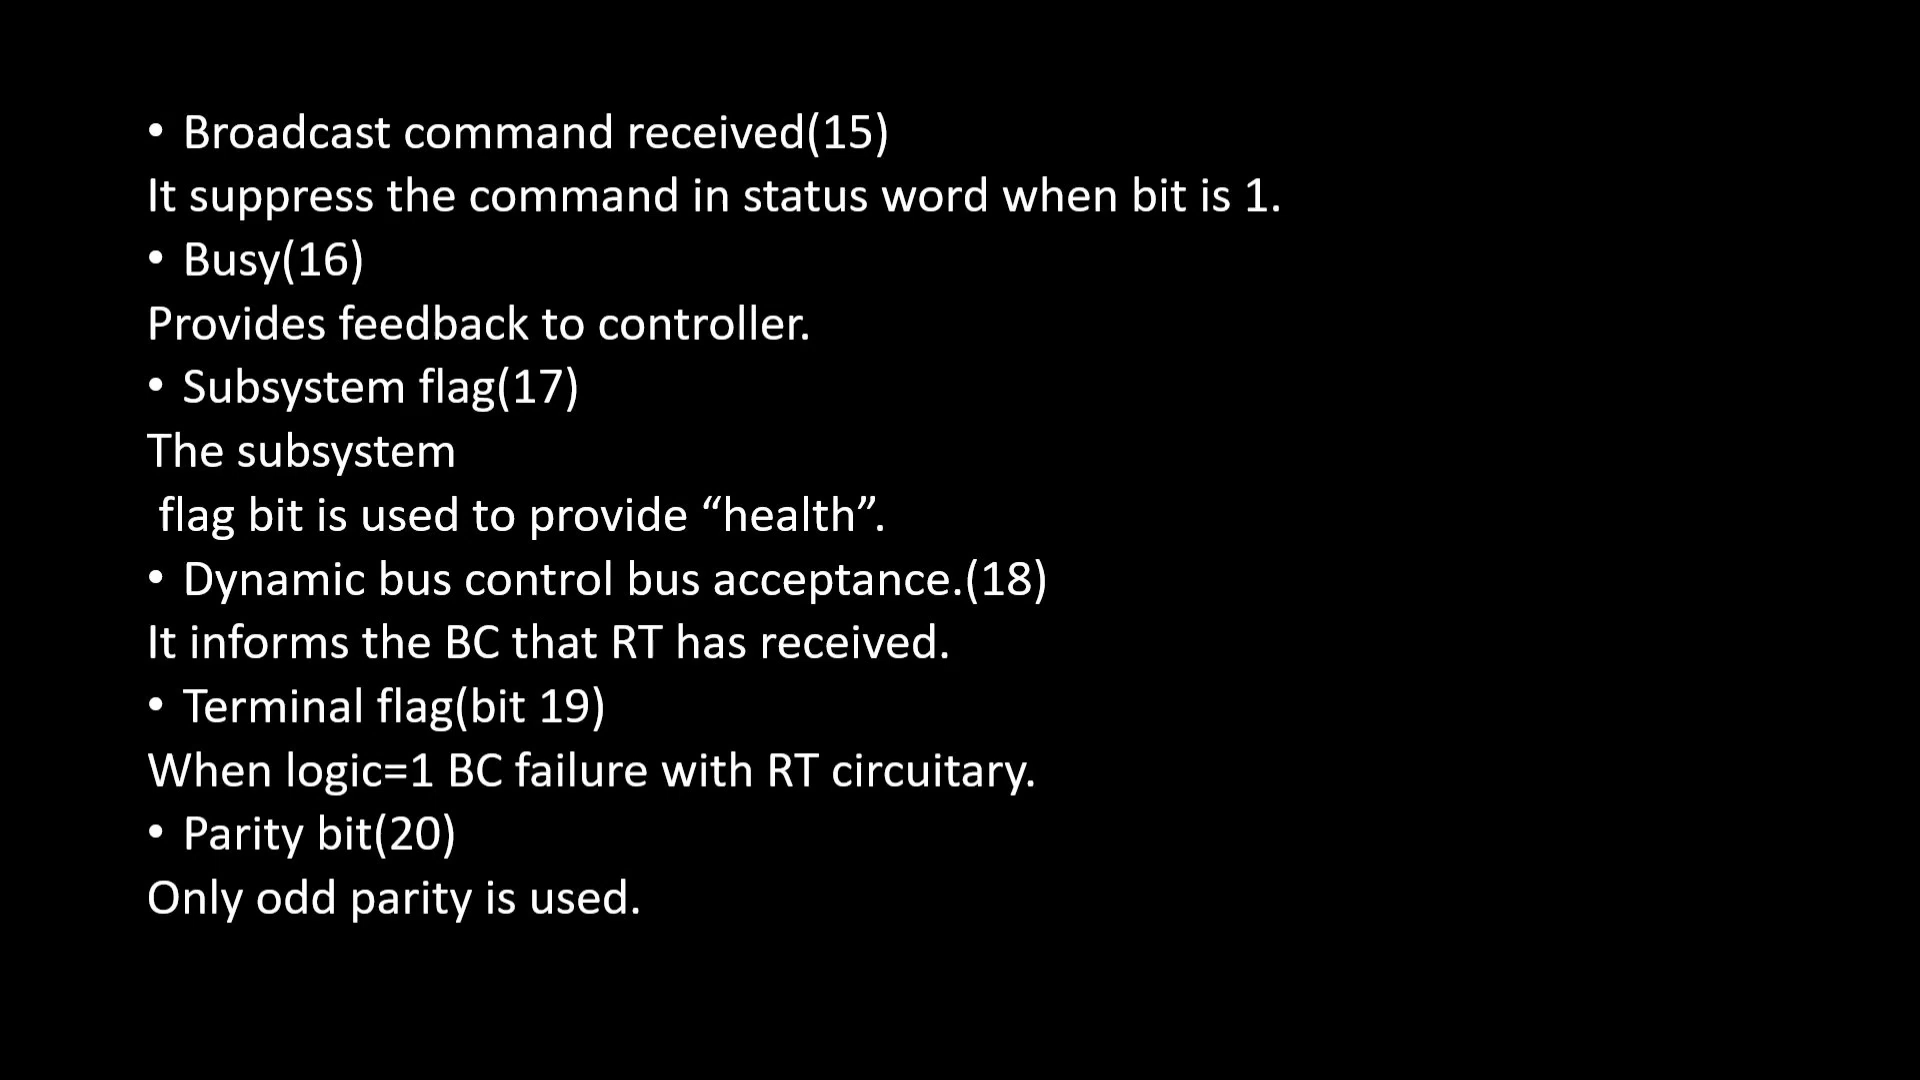 • Broadcast command received(15)
It suppress the command in status word when bit is 1.
• Busy(16)
Provides feedback to controller.
• Subsystem flag(17)
The subsystem
flag bit is used to provide “health”.
• Dynamic bus control bus acceptance.(18)
It informs the BC that RT has received.
• Terminal flag(bit 19)
When logic=1 BC failure with RT circuitary.
• Parity bit(20)
Only odd parity is used.